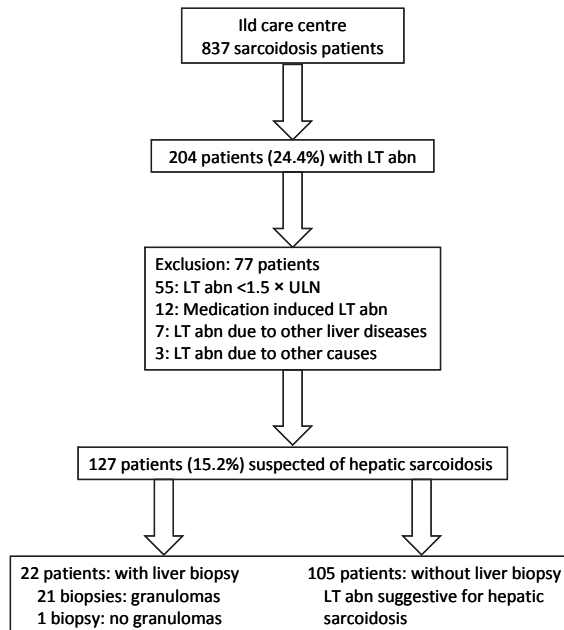 Ild care centre
837 sarcoidosis patients
204 patients (24.4%) with LT abn
Exclusion: 77 patients
55: LT abn <1.5 × ULN
12: Medication induced LT abn
7: LT abn due to other liver diseases
3: LT abn due to other causes
127 patients (15.2%) suspected of hepatic sarcoidosis
22 patients: with liver biopsy
21 biopsies: granulomas
1 biopsy: no granulomas
105 patients: without liver biopsy
LT abn suggestive for hepatic
sarcoidosis